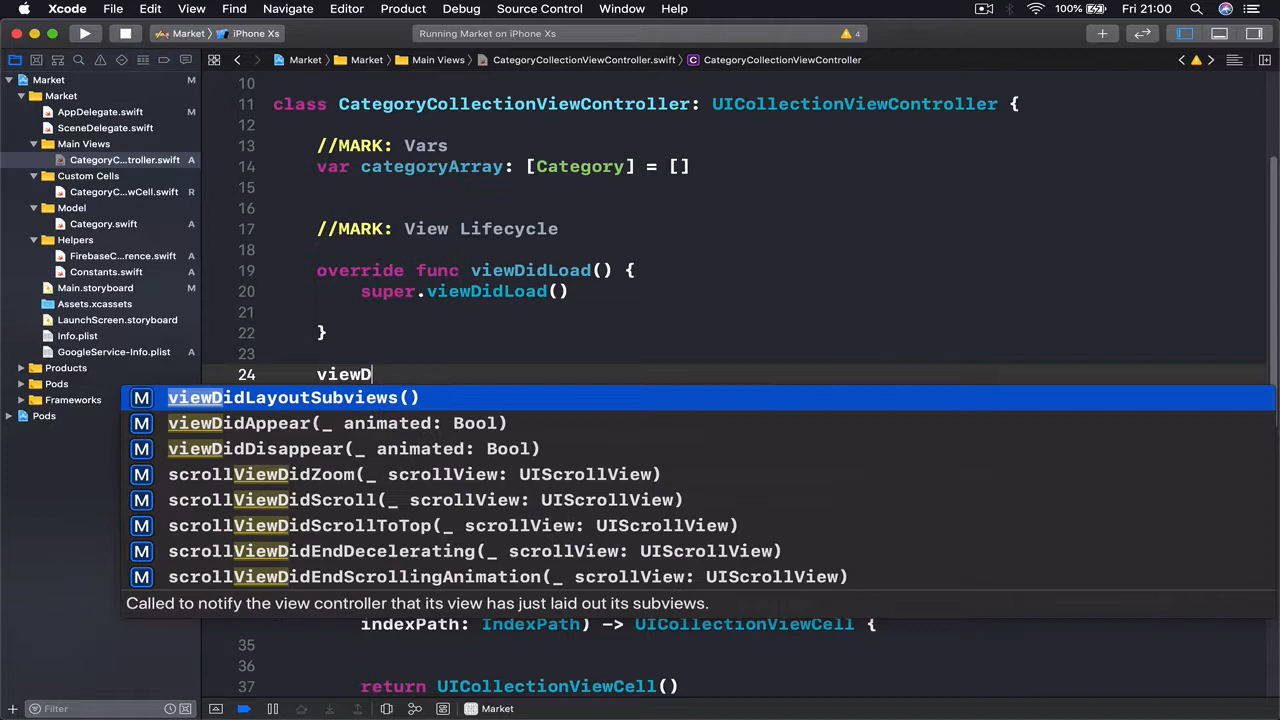 Xcode File Edit View Find Navigate Editor Product Debug Source Control Window Help 100% Fri 21:00
Market iPhone Xs Running Market on iPhone Xs 4
Market Market Main Views CategoryCollectionViewController.swift CategoryCollectionViewController
Market M
Market
AppDelegate.swift M
SceneDelegate.swift
Main Views
CategoryC...troller.swift A
Custom Cells
CategoryC...wCell.swift R
Model
Category.swift A
Helpers
FirebaseC...rence.swift A
Constants.swift A
Main.storyboard M
Assets.xcassets
LaunchScreen.storyboard
Info.plist
GoogleService-Info.plist A
Products
Pods
Frameworks
Pods
10
11 class CategoryCollectionViewController: UICollectionViewController {
12
13 //MARK: Vars
14 var categoryArray: [Category] = []
15
16
17 //MARK: View Lifecycle
18
19 override func viewDidLoad() {
20 super.viewDidLoad()
21
22 }
23
24 viewD
M viewDidLayoutSubviews()
M viewDidAppear(_ animated: Bool)
M viewDidDisappear(_ animated: Bool)
M scrollViewDidZoom(_ scrollView: UIScrollView)
M scrollViewDidScroll(_ scrollView: UIScrollView)
M scrollViewDidScrollToTop(_ scrollView: UIScrollView)
M scrollViewDidEndDecelerating(_ scrollView: UIScrollView)
M scrollViewDidEndScrollingAnimation(_ scrollView: UIScrollView)
Called to notify the view controller that its view has just laid out its subviews.
indexPath: IndexPath) -> UICollectionViewCell {
35
36
37 return UICollectionViewCell()
Filter
Market